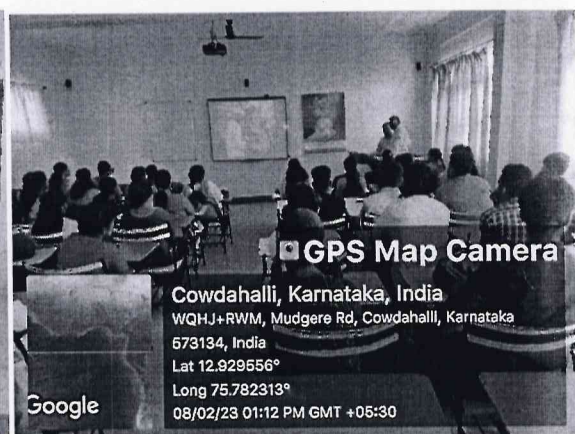 GPS Map Camera
Cowdahalli, Karnataka, India
WQHJ+RWM, Mudgere Rd, Cowdahalli, Karnataka
573134, India
Lat 12.929556°
Long 75.782313°
08/02/23 01:12 PM GMT +05:30
Google